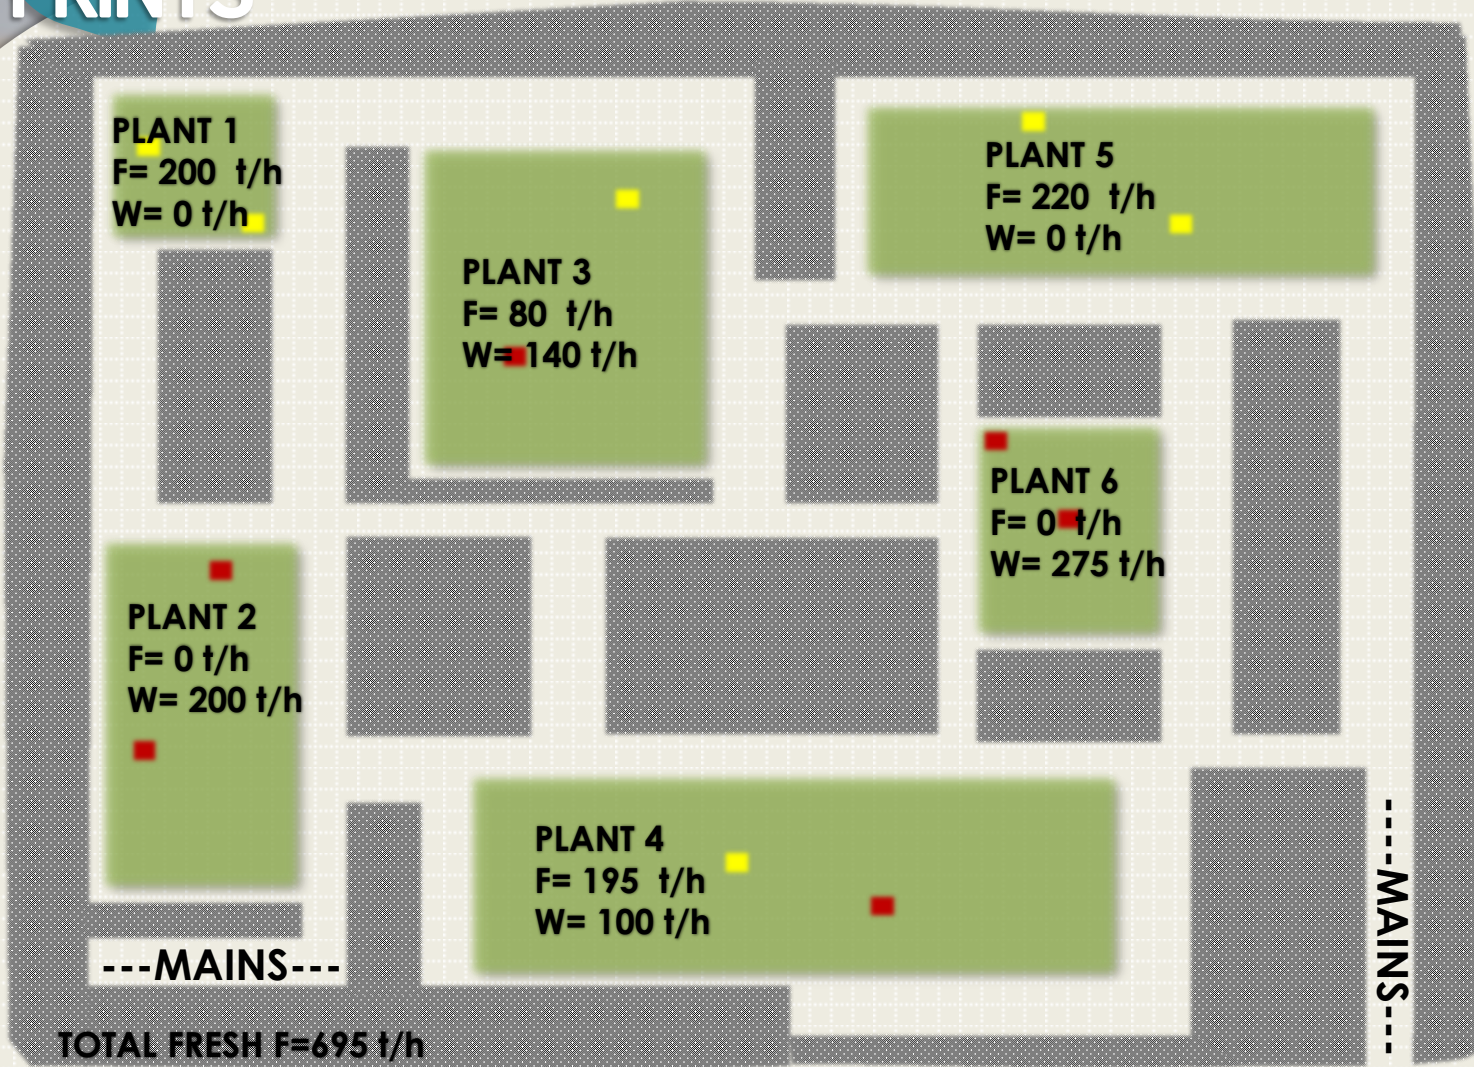 PRINTS
PLANT 1
F= 200 t/h
W= 0 t/h
PLANT 3
F= 80 t/h
W= 140 t/h
PLANT 5
F= 220 t/h
W= 0 t/h
PLANT 6
F= 0 t/h
W= 275 t/h
PLANT 2
F= 0 t/h
W= 200 t/h
PLANT 4
F= 195 t/h
W= 100 t/h
---MAINS---
----MAINS---
TOTAL FRESH F=695 t/h